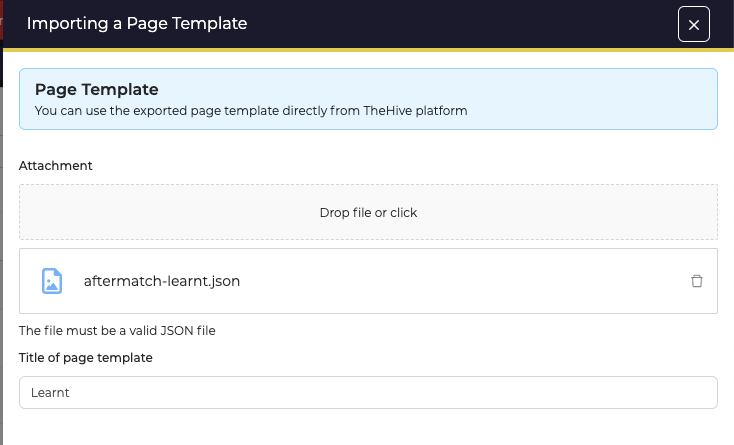 Importing a Page Template
Page Template
You can use the exported page template directly from TheHive platform
Attachment
Drop file or click
aftermatch-learnt.json
The file must be a valid JSON file
Title of page template
Learnt